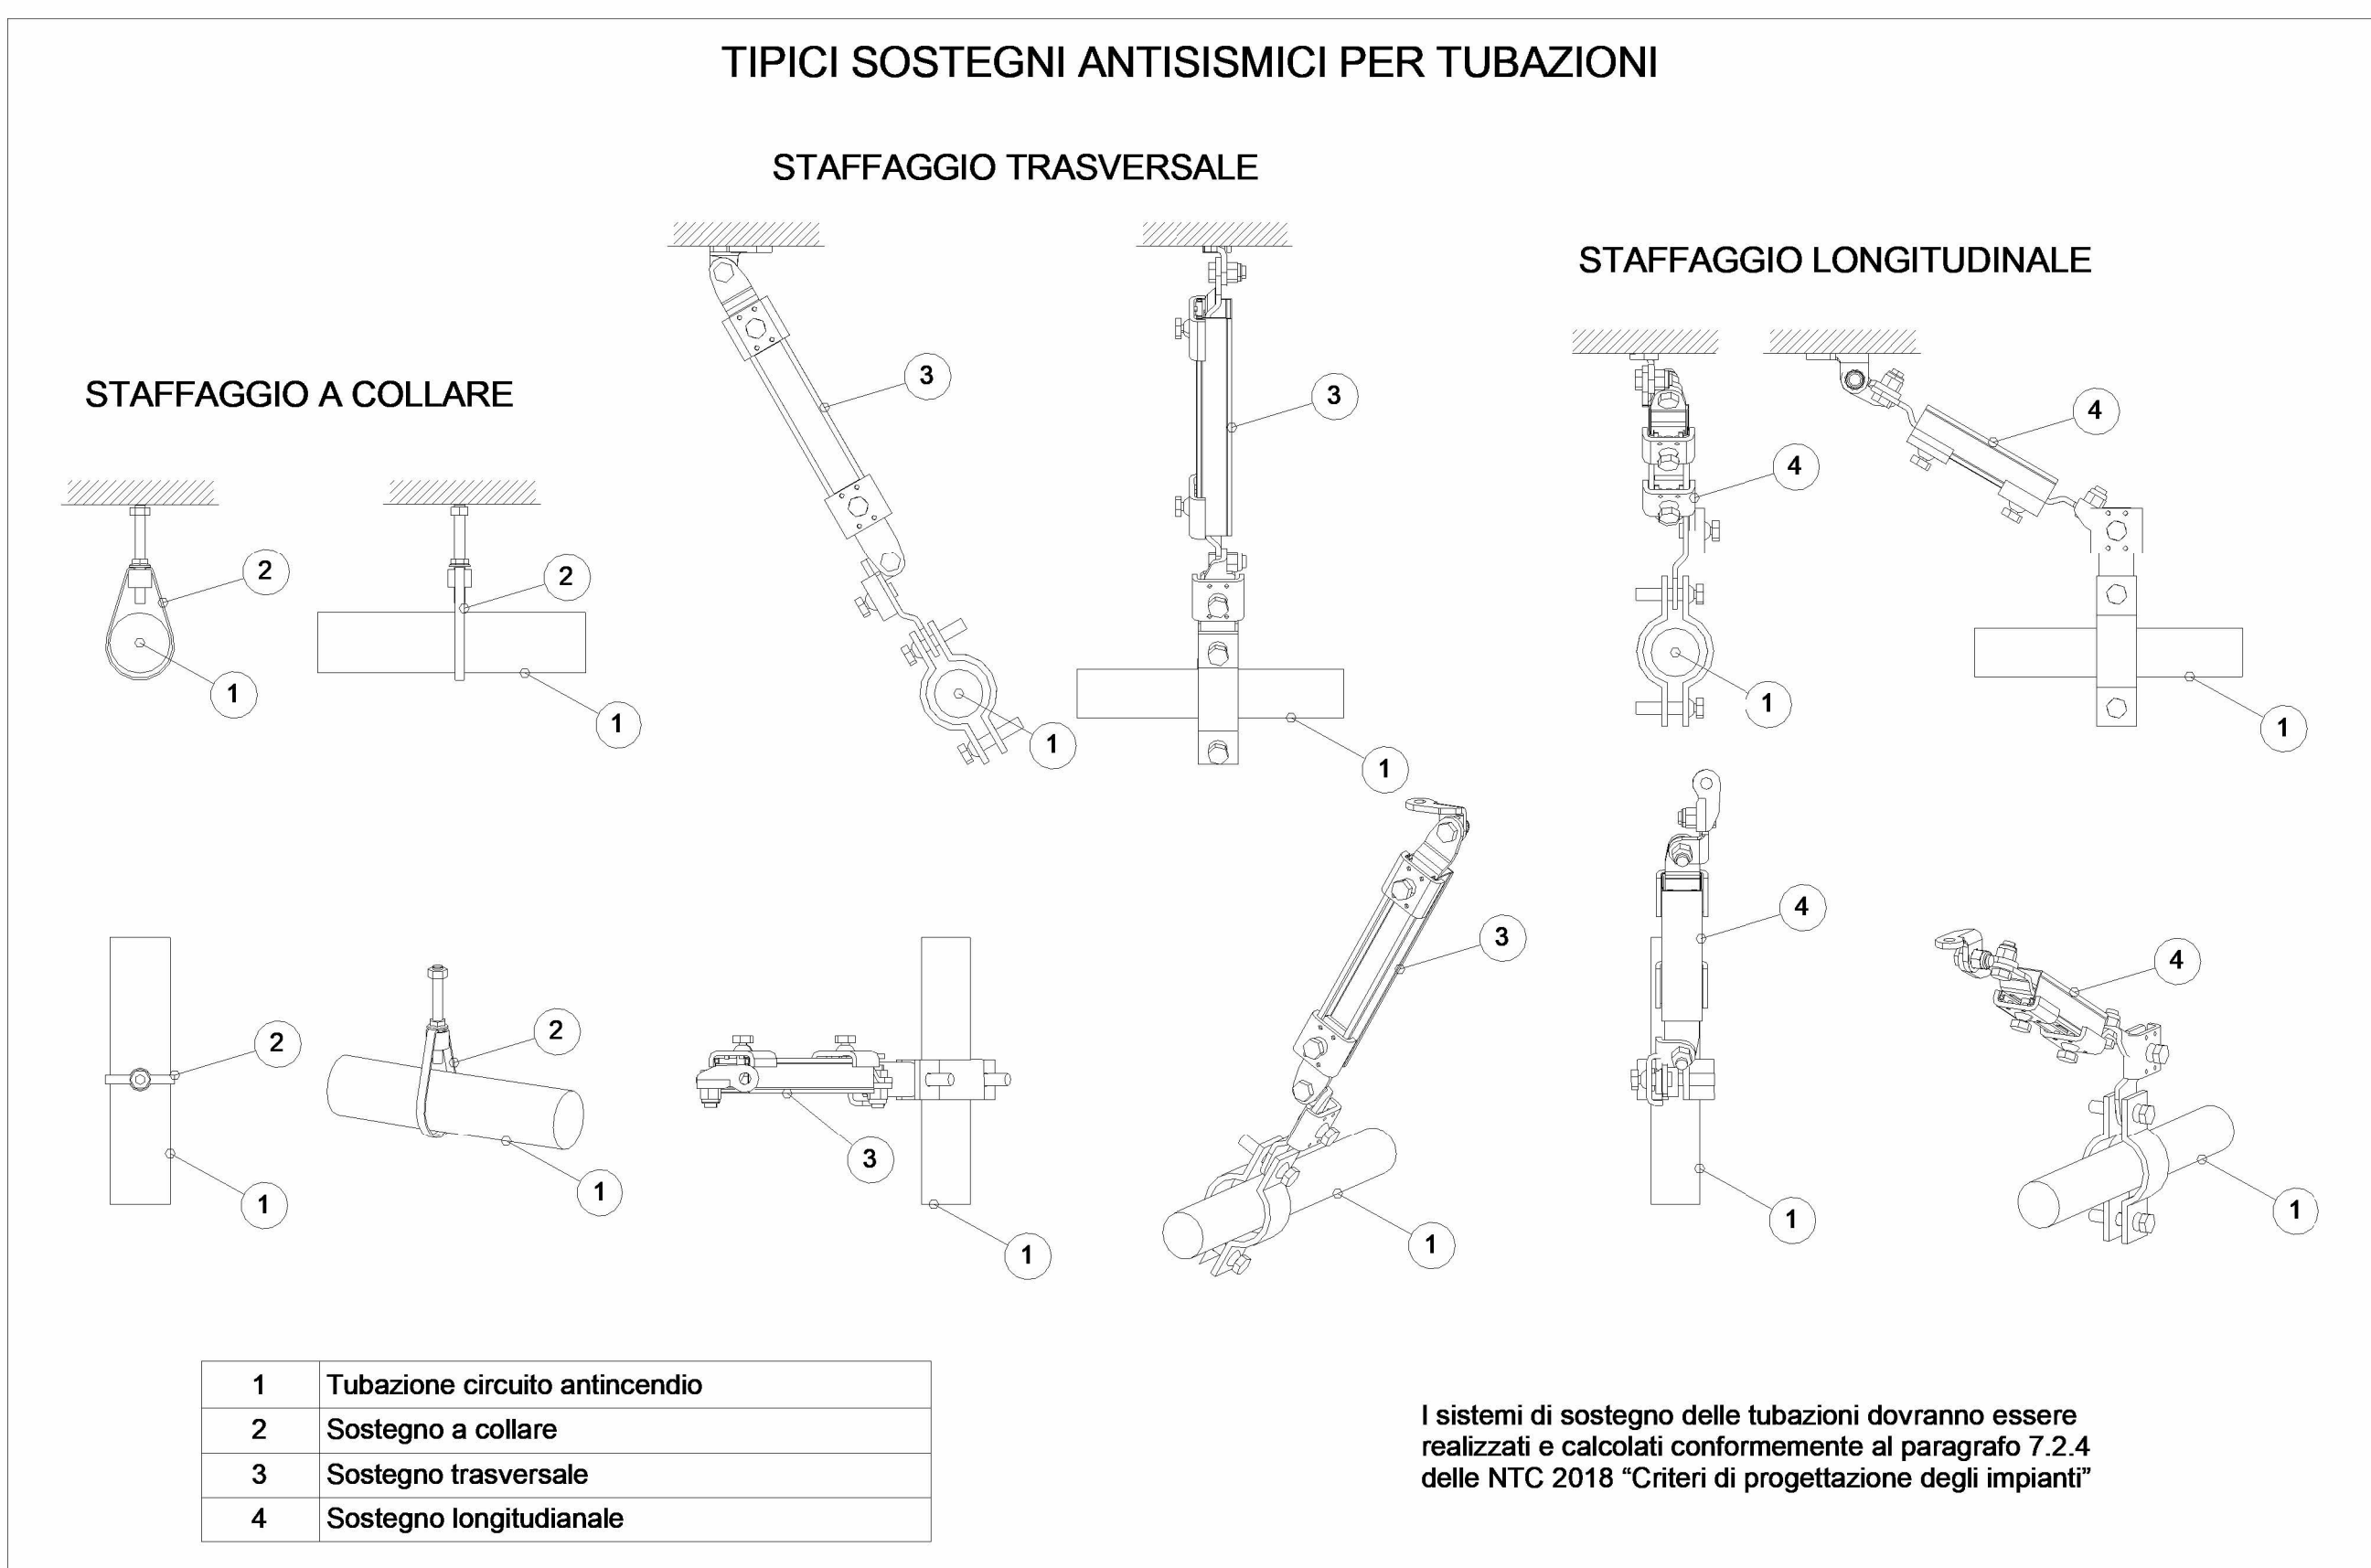 TIPICI SOSTEGNI ANTISISMICI PER TUBAZIONI
STAFFAGGIO TRASVERSALE
STAFFAGGIO LONGITUDINALE
STAFFAGGIO A COLLARE
3
3
4
4
2
2
1
1
1
1
1
1
3
4
4
2
2
3
1
1
1
1
1
1
1 Tubazione circuito antincendio
2 Sostegno a collare
3 Sostegno trasversale
4 Sostegno longitudianale
I sistemi di sostegno delle tubazioni dovranno essere
realizzati e calcolati conformemente al paragrafo 7.2.4
delle NTC 2018 “Criteri di progettazione degli impianti”